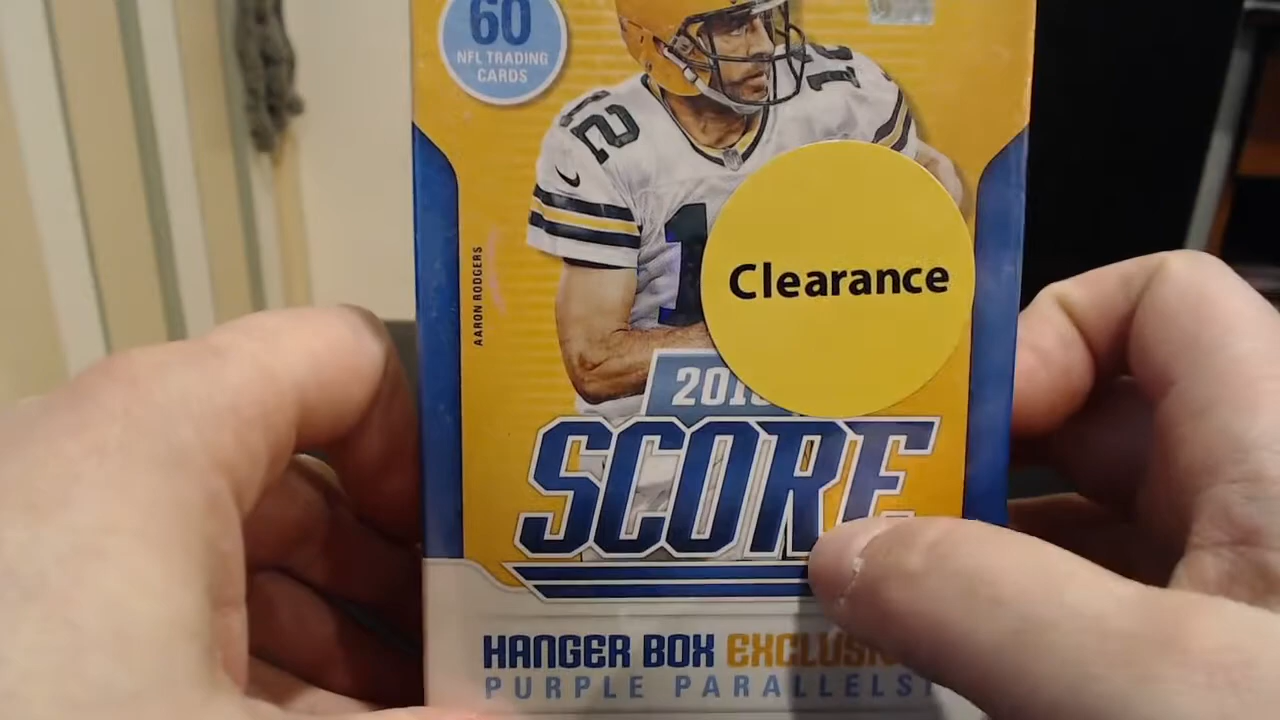 60
NFL TRADING
CARDS
12
AARON RODGERS
Clearance
SCORE
HANGER BOX
PURPLE PARALLELS